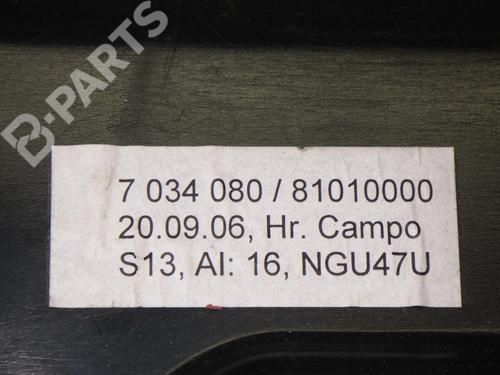 B-PARTS
7 034 080 / 81010000
20.09.06, Hr. Campo
S13, AI: 16, NGU47U